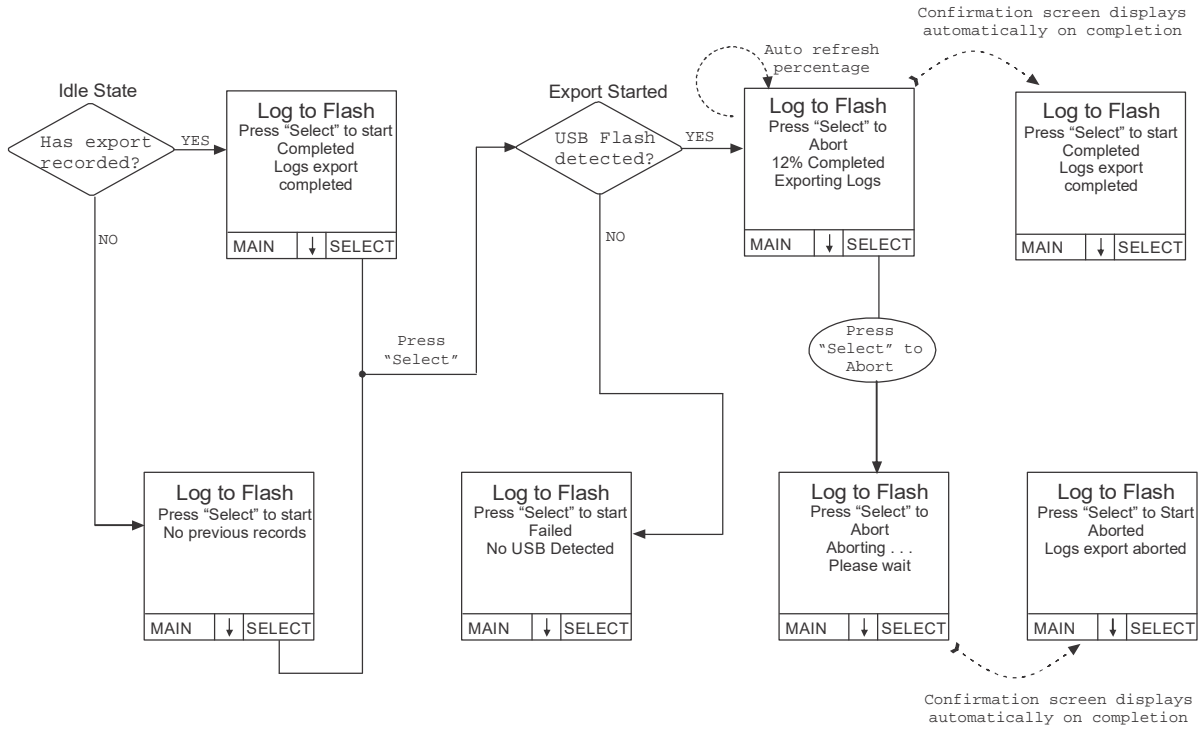 Confirmation screen displays
automatically on completion
Auto refresh
percentage
Idle State
Has export
recorded?
YES
NO
Log to Flash
Press “Select” to start
Completed
Logs export
completed
MAIN ↓ SELECT
Press
“Select”
Export Started
USB Flash
detected?
YES
NO
Log to Flash
Press “Select” to
Abort
12% Completed
Exporting Logs
MAIN ↓ SELECT
Log to Flash
Press “Select” to start
Completed
Logs export
completed
MAIN ↓ SELECT
Press
“Select” to
Abort
Log to Flash
Press “Select” to start
No previous records
MAIN ↓ SELECT
Log to Flash
Press “Select” to start
Failed
No USB Detected
MAIN ↓ SELECT
Log to Flash
Press “Select” to
Abort
Aborting . . .
Please wait
MAIN ↓ SELECT
Log to Flash
Press “Select” to Start
Aborted
Logs export aborted
MAIN ↓ SELECT
Confirmation screen displays
automatically on completion